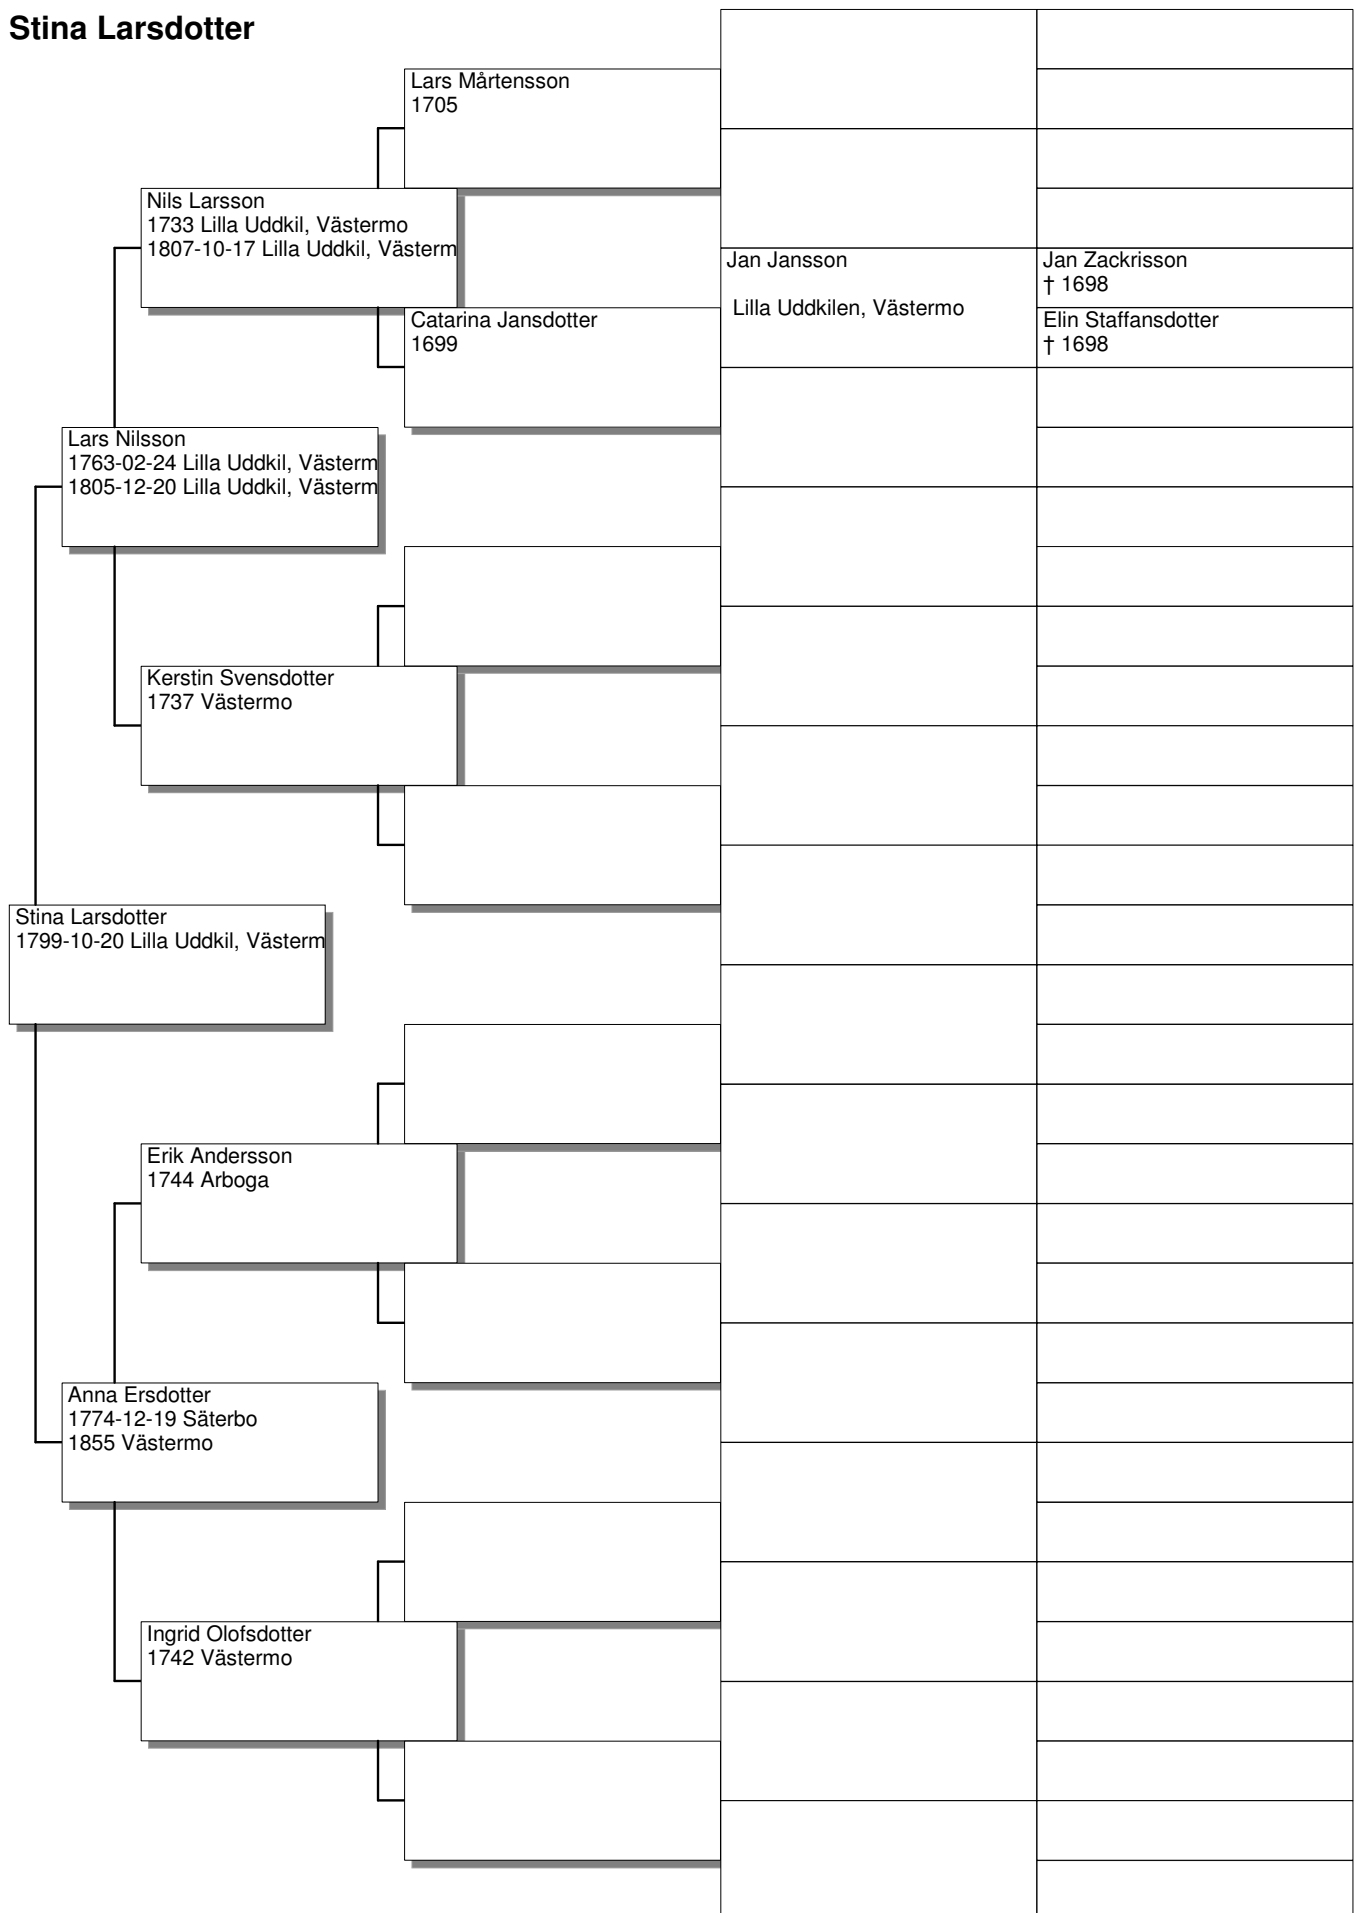 Stina Larsdotter
Lars Mårtensson
1705
Nils Larsson
1733 Lilla Uddkil, Västermo
1807-10-17 Lilla Uddkil, Västerm
Jan Jansson
Lilla Uddkilen, Västermo
Jan Zackrisson
† 1698
Elin Staffansdotter
† 1698
Catarina Jansdotter
1699
Lars Nilsson
1763-02-24 Lilla Uddkil, Västerm
1805-12-20 Lilla Uddkil, Västerm
Kerstin Svensdotter
1737 Västermo
Stina Larsdotter
1799-10-20 Lilla Uddkil, Västerm
Erik Andersson
1744 Arboga
Anna Ersdotter
1774-12-19 Säterbo
1855 Västermo
Ingrid Olofsdotter
1742 Västermo